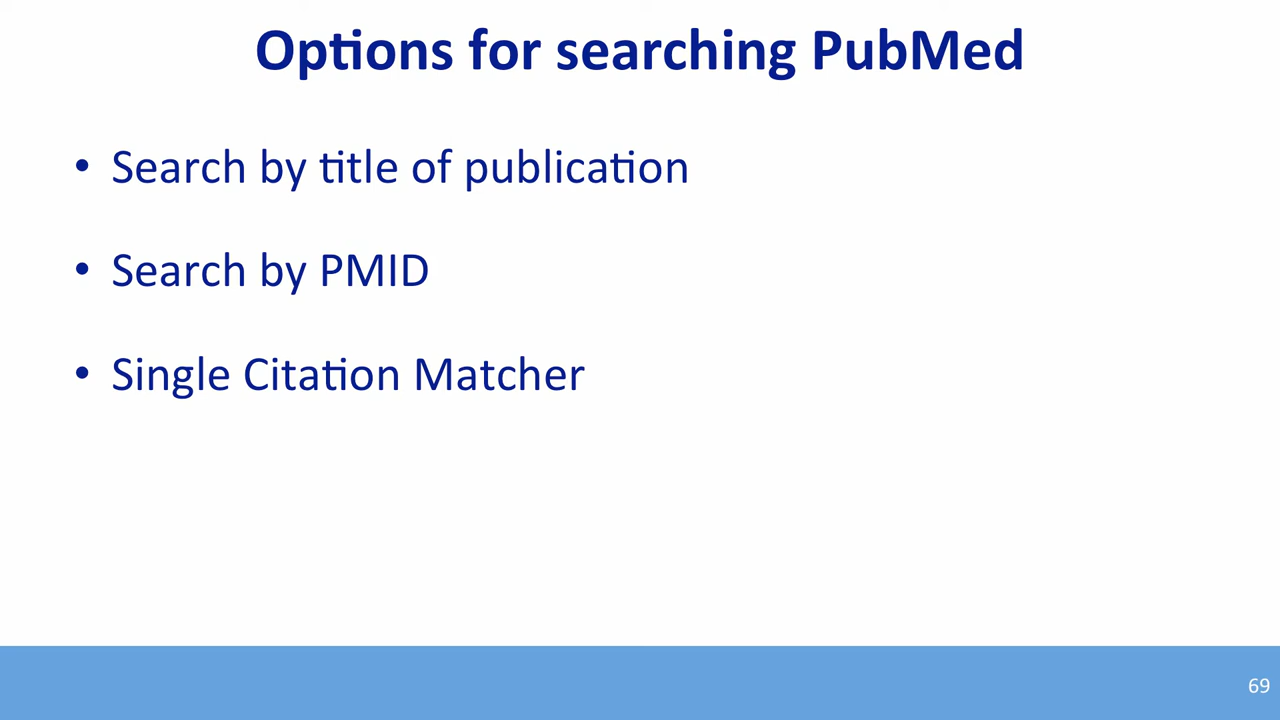 Options for searching PubMed
• Search by title of publication
• Search by PMID
• Single Citation Matcher
69